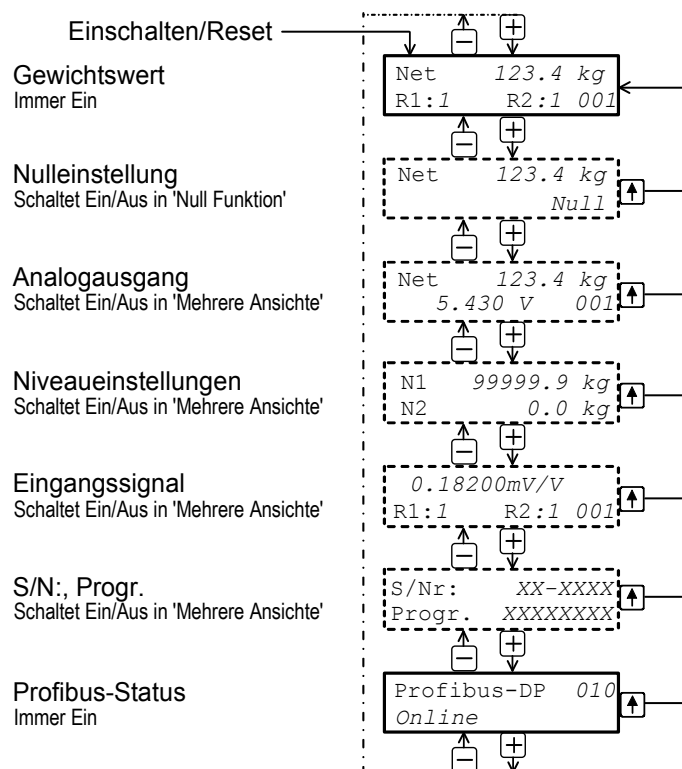 Einschalten/Reset
Gewichtswert
Immer Ein
Net 123.4 kg
R1:1 R2:1 001
Nulleinstellung
Schaltet Ein/Aus in 'Null Funktion'
Net 123.4 kg
Null
Analogausgang
Schaltet Ein/Aus in 'Mehrere Ansichte'
Net 123.4 kg
5.430 V 001
Niveaueinstellungen
Schaltet Ein/Aus in 'Mehrere Ansichte'
N1 99999.9 kg
N2 0.0 kg
Eingangssignal
Schaltet Ein/Aus in 'Mehrere Ansichte'
0.18200mV/V
R1:1 R2:1 001
S/N:, Progr.
Schaltet Ein/Aus in 'Mehrere Ansichte'
S/Nr: XX-XXXX
Progr. XXXXXXXX
Profibus-Status
Immer Ein
Profibus-DP 010
Online